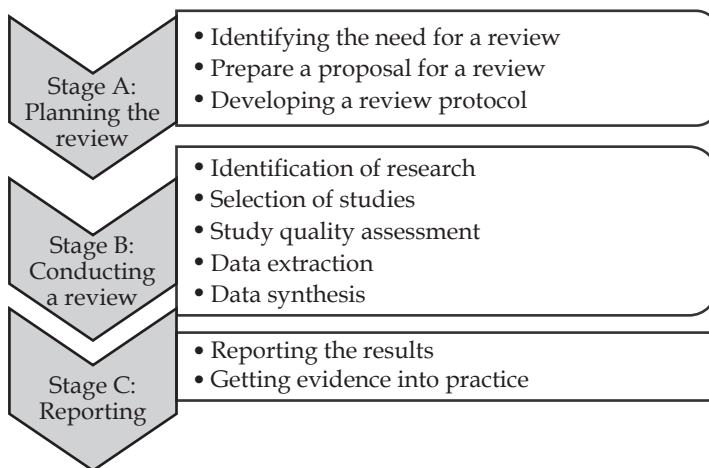 Stage A:
Planning the
review
• Identifying the need for a review
• Prepare a proposal for a review
• Developing a review protocol
Stage B:
Conducting
a review
• Identification of research
• Selection of studies
• Study quality assessment
• Data extraction
• Data synthesis
Stage C:
Reporting
• Reporting the results
• Getting evidence into practice